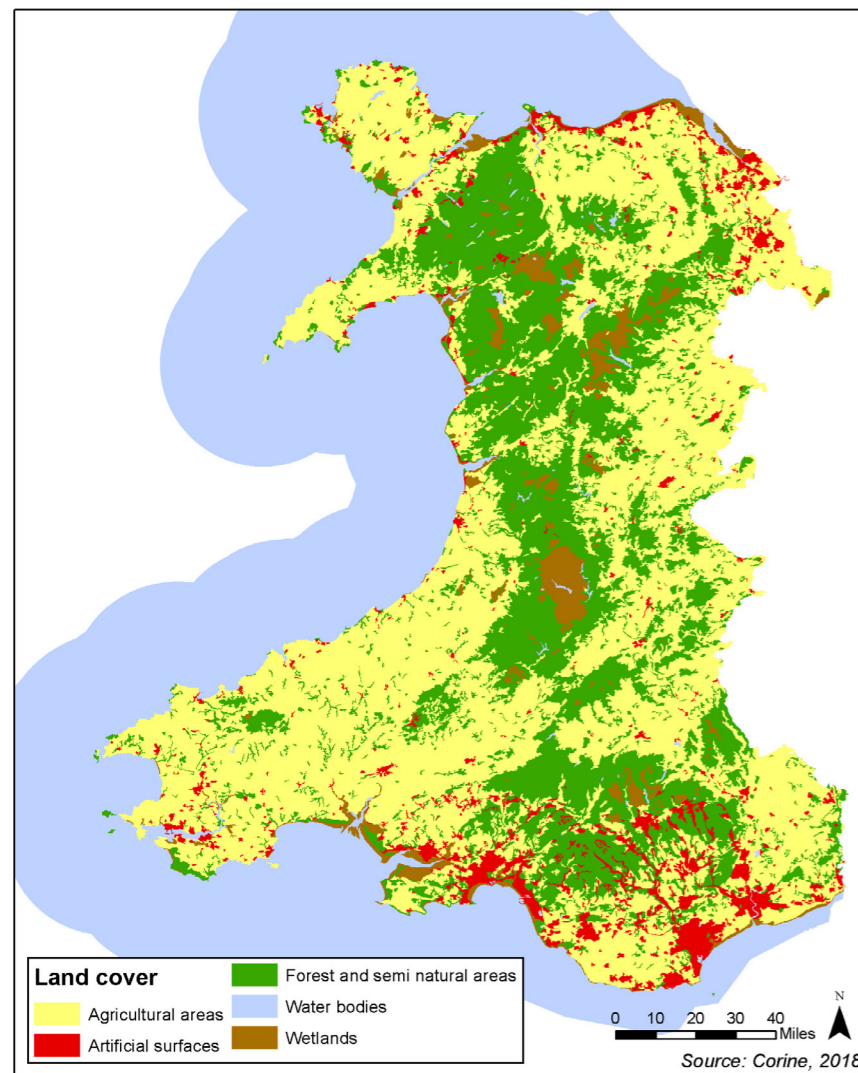 Land cover
Agricultural areas
Artificial surfaces
Forest and semi natural areas
Water bodies
Wetlands
N
0 10 20 30 40
Miles
Source: Corine, 2018